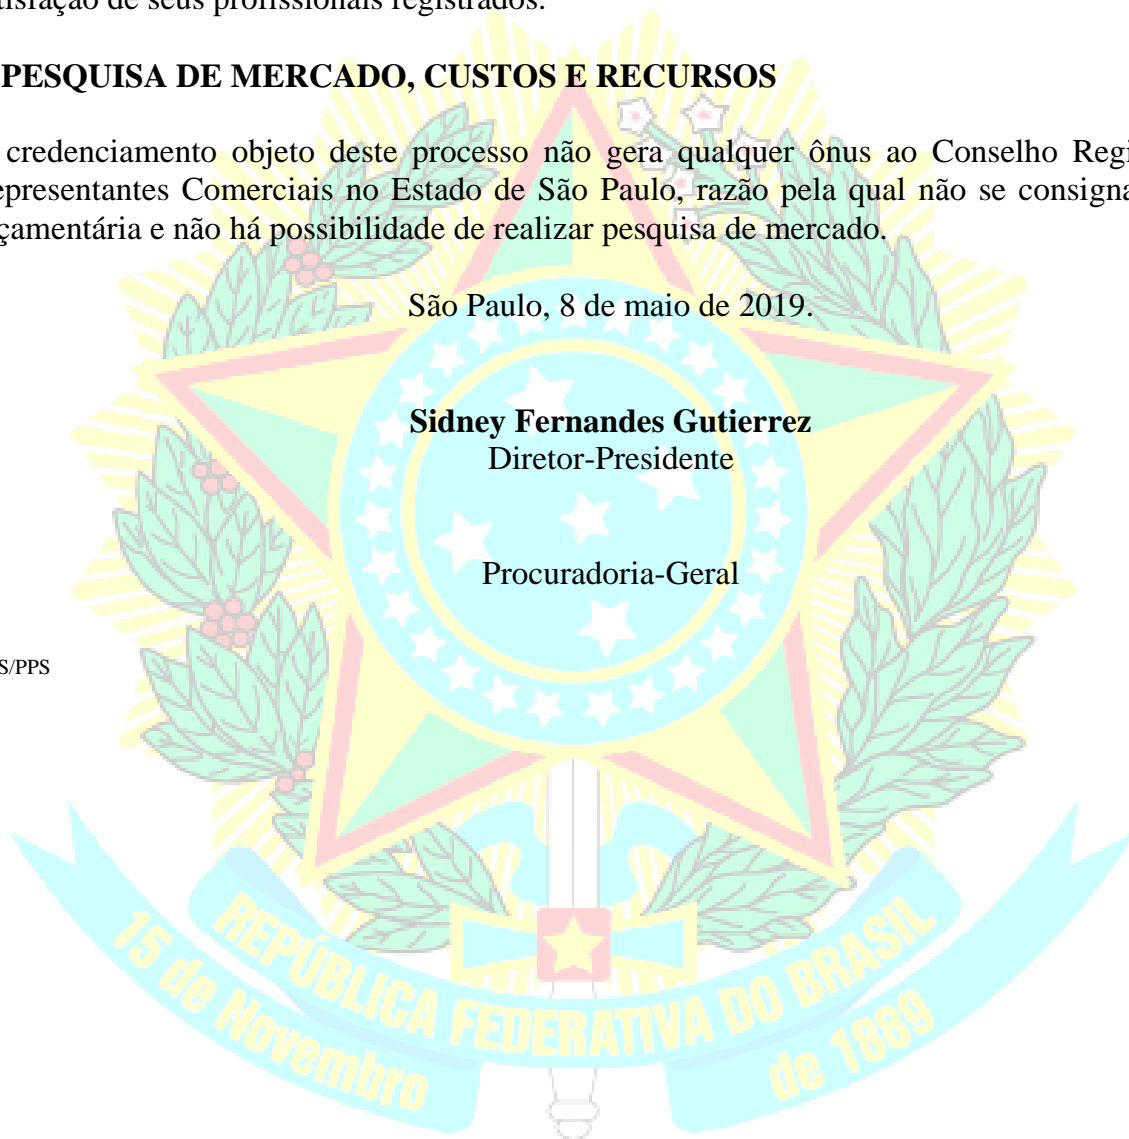 tisfação de seus profissionais registrados.
PESQUISA DE MERCADO, CUSTOS E RECURSOS
credenciamento objeto deste processo não gera qualquer ônus ao Conselho Regi
epresentantes Comerciais no Estado de São Paulo, razão pela qual não se consigna
çamentária e não há possibilidade de realizar pesquisa de mercado.
São Paulo, 8 de maio de 2019.
Sidney Fernandes Gutierrez
Diretor-Presidente
Procuradoria-Geral
S/PPS
REPÚBLICA FEDERATIVA DO BRASIL
15 de Novembro de 1889